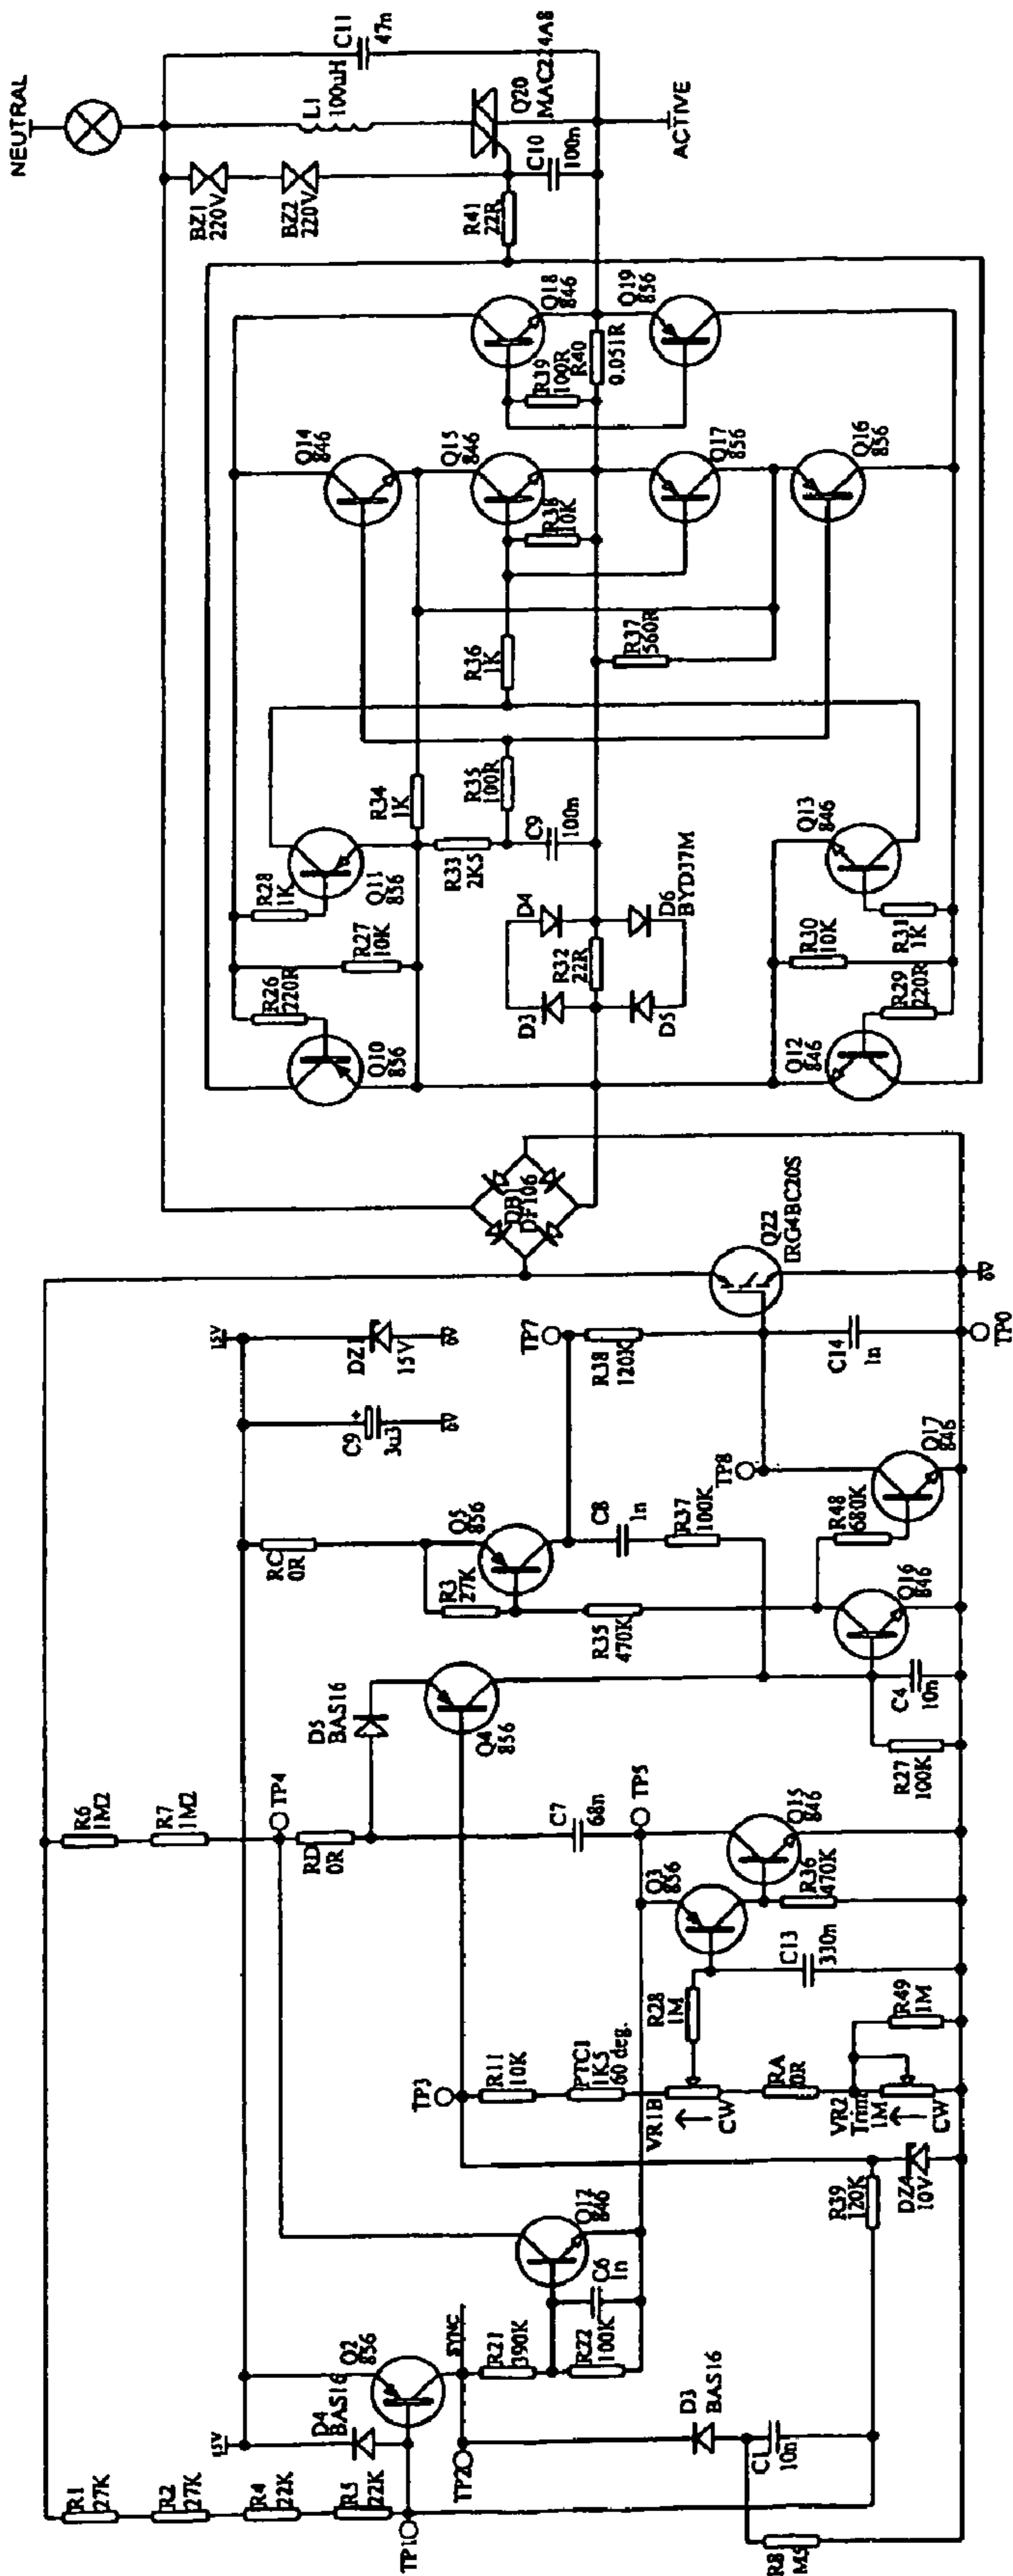 NEUTRAL
C11
47n
L1
100uH
Q20
MAC224A8
BZ1
220V
BZ2
220V
R41
22R
C10
100n
ACTIVE
Q18
846
Q19
856
R39
100R
R40
0.051R
Q14
846
Q15
846
Q17
856
Q16
856
R38
10K
R37
560R
R36
1K
R34
1K
R35
100R
R33
2K5
C9
100n
R28
1K
Q11
856
Q13
846
R31
1K
R30
10K
R29
220R
R27
10K
R26
220R
Q10
856
Q12
846
D4
D6
BYD37M
R32
22R
D3
D5
DB1
DF106
Q22
IRG4BC20S
0V
TP0
TP7
R38
120K
C14
1n
15V
DZ1
15V
0V
C9
+
3u3
0V
TP8
Q17
846
R48
680K
Q16
846
RC
0R
Q5
856
C8
1n
R37
100K
R3
27K
R35
470K
D5
BAS16
Q4
856
C4
10n
R27
100K
R6
1M2
R7
1M2
TP4
RD
0R
C7
68n
TP5
Q3
856
Q15
846
R36
470K
C13
330n
R28
1M
R49
1M
TP3
R11
10K
PTC1
1K5
60 deg.
VR1B
CW
RA
0R
VR2
Trim
1M
CW
R39
120K
DZ4
10V
Q12
846
C6
1n
SYNC
R21
390K
R22
100K
Q2
856
D4
BAS16
15V
TP2
D3
BAS16
C1
10n
R1
27K
R2
27K
R4
22K
R5
22K
TP1
R8
M5